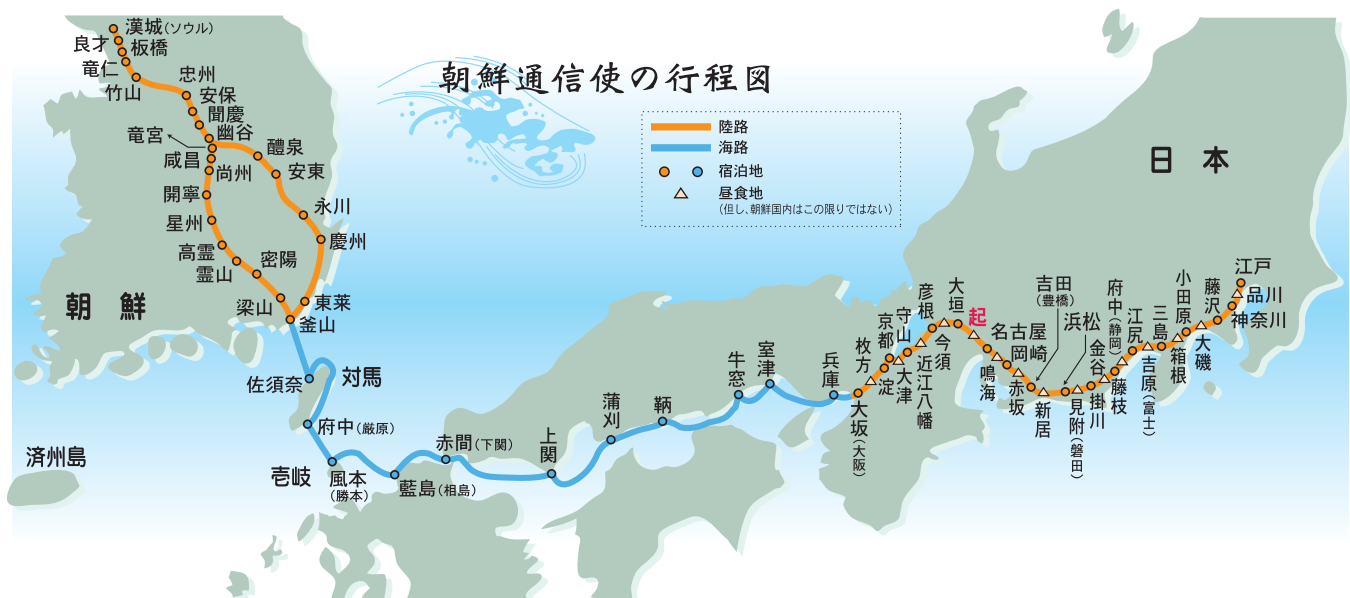 朝鮮通信使の行程図
陸路
海路
宿泊地
昼食地
(但し、朝鮮国内はこの限りではない)
朝鮮
日本
漢城(ソウル)
良才
板橋
竜仁
竹山
忠州
安保
聞慶
幽谷
竜宮
咸昌
尚州
醴泉
安東
開寧
星州
永川
慶州
高霊
霊山
密陽
梁山
東莱
釜山
済州島
佐須奈
対馬
府中(厳原)
壱岐
風本
(勝本)
藍島(相島)
赤間(下関)
上関
蒲刈
鞆
牛窓
室津
兵庫
大坂(大阪)
枚方
淀
京都
大津
守山
近江八幡
彦根
今須
大垣
起
名古屋
鳴海
岡崎
赤坂
吉田
(豊橋)
新居
浜松
見附(磐田)
掛川
金谷
藤枝
府中(静岡)
江尻
吉原(富士)
三島
箱根
小田原
大磯
藤沢
神奈川
品川
江戸